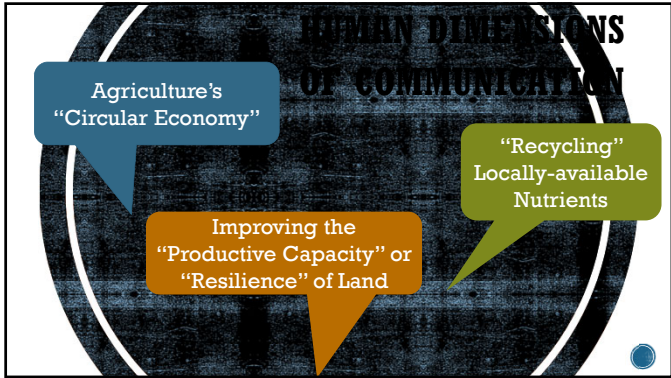 HUMAN DIMENSIONS
OF COMMUNICATION
Agriculture's
"Circular Economy"
"Recycling"
Locally-available
Nutrients
Improving the
"Productive Capacity" or
"Resilience" of Land